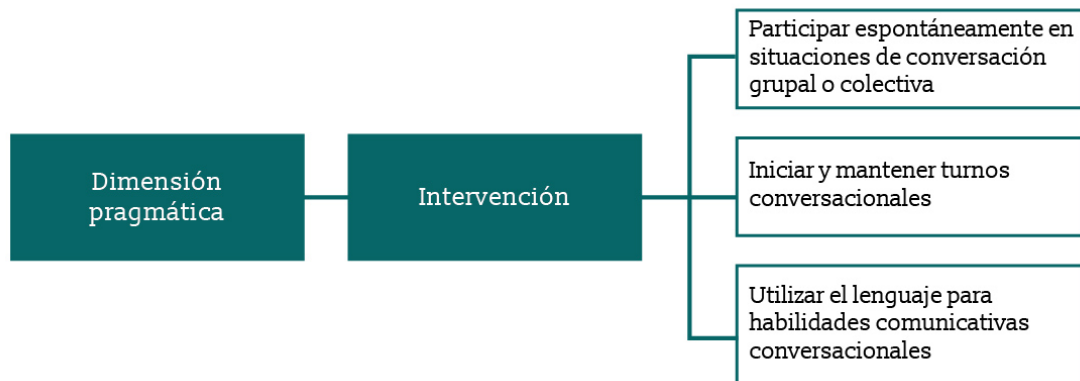 Dimensión
pragmática
Intervención
Participar espontáneamente en
situaciones de conversación
grupal o colectiva
Iniciar y mantener turnos
conversacionales
Utilizar el lenguaje para
habilidades comunicativas
conversacionales